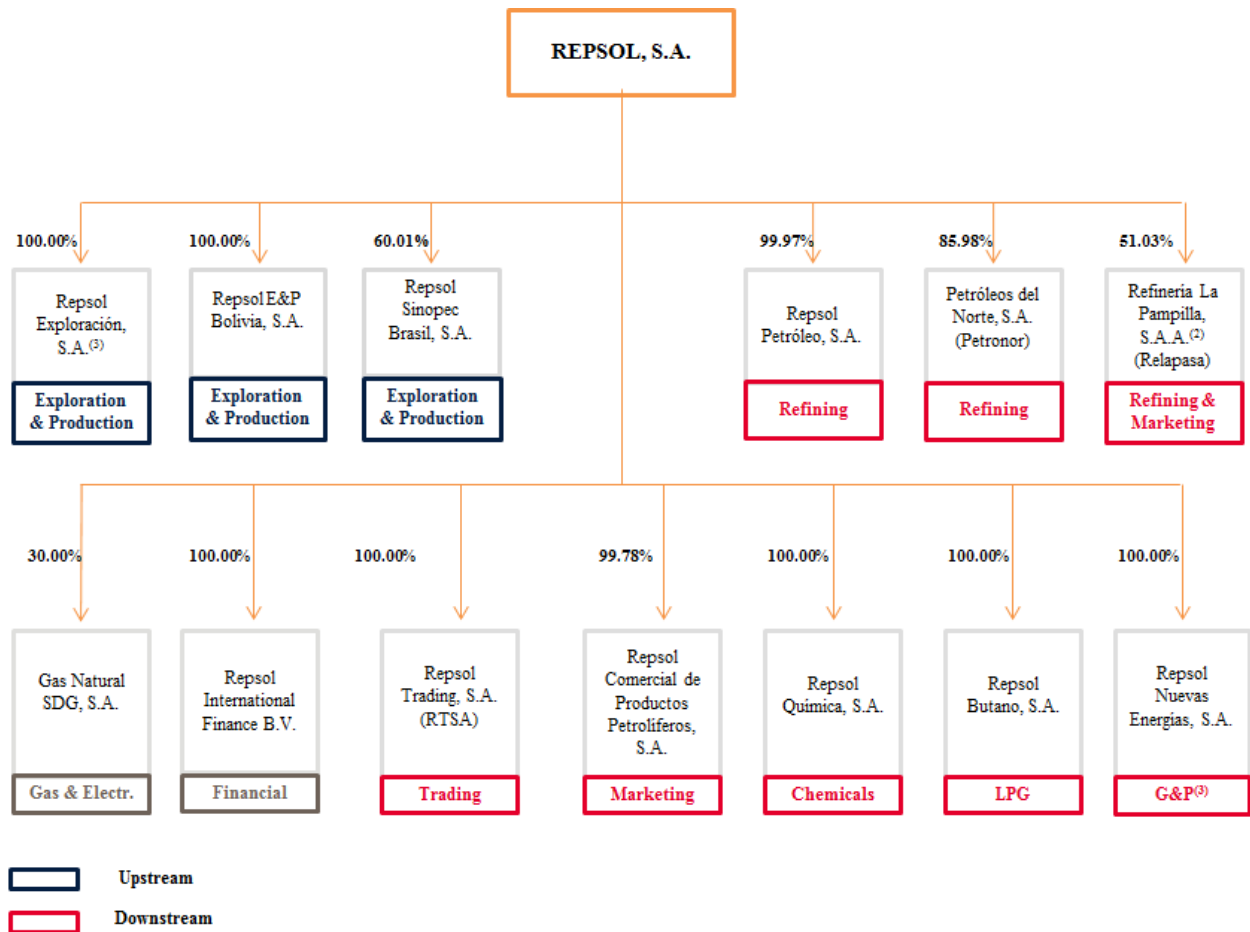 REPSOL, S.A.
100.00%
100.00%
60.01%
99.97%
85.98%
51.03%
Repsol
Exploración,
S.A.(3)
Exploration
& Production
Repsol E&P
Bolivia, S.A.
Exploration
& Production
Repsol
Sinopec
Brasil, S.A.
Exploration
& Production
Repsol
Petróleo, S.A.
Refining
Petróleos del
Norte, S.A.
(Petronor)
Refining
Refinería La
Pampilla,
S.A.A.(2)
(Relapasa)
Refining &
Marketing
30.00%
100.00%
100.00%
99.78%
100.00%
100.00%
100.00%
Gas Natural
SDG, S.A.
Gas & Electr.
Repsol
International
Finance B.V.
Financial
Repsol
Trading, S.A.
(RTSA)
Trading
Repsol
Comercial de
Productos
Petrolíferos,
S.A.
Marketing
Repsol
Química, S.A.
Chemicals
Repsol
Butano, S.A.
LPG
Repsol
Nuevas
Energías, S.A.
G&P(3)
Upstream
Downstream